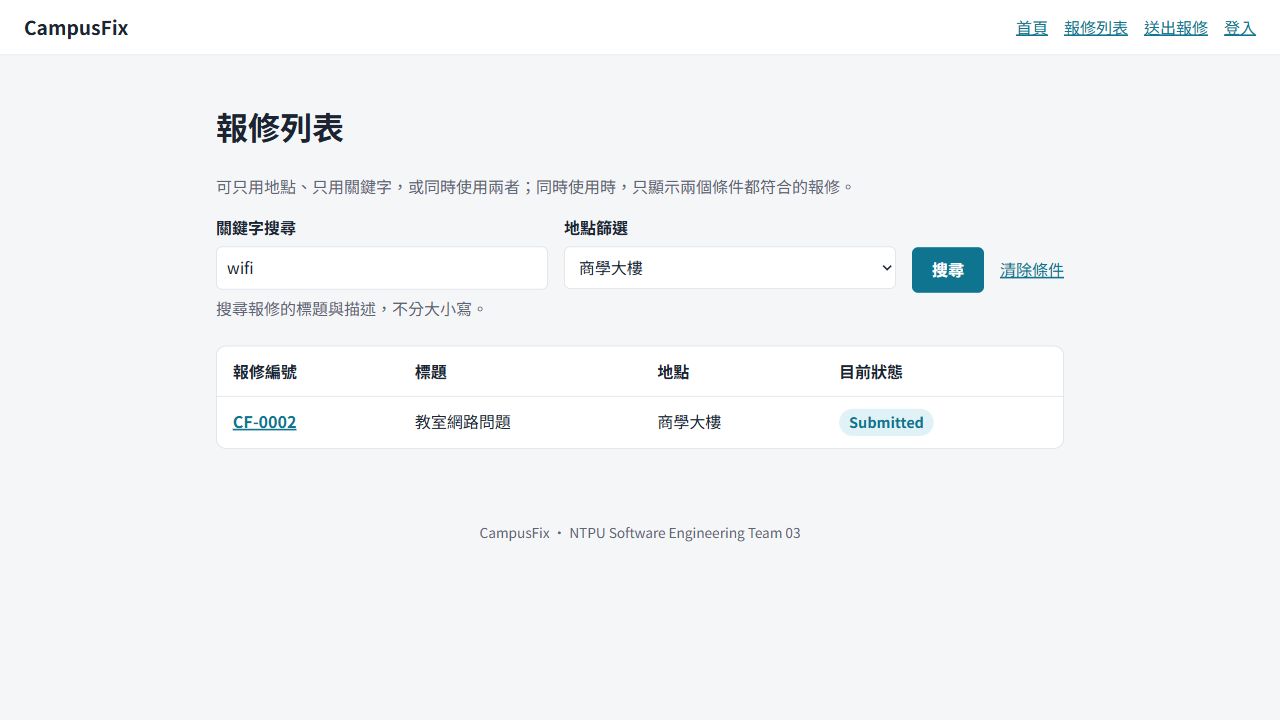 CampusFix
首頁 報修列表 送出報修 登入
報修列表
可只用地點、只用關鍵字，或同時使用兩者；同時使用時，只顯示兩個條件都符合的報修。
關鍵字搜尋 地點篩選
wifi 商學大樓 搜尋 清除條件
搜尋報修的標題與描述，不分大小寫。
報修編號 標題 地點 目前狀態
CF-0002 教室網路問題 商學大樓 Submitted
CampusFix · NTPU Software Engineering Team 03